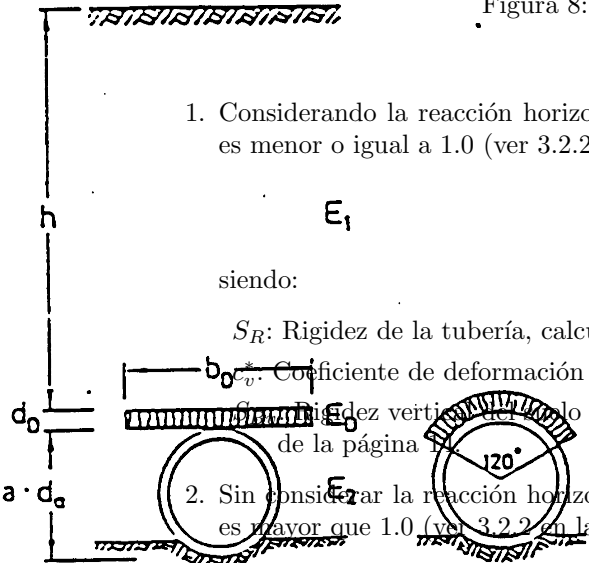 Figura 8:
1. Considerando la reacción horizo
es menor o igual a 1.0 (ver 3.2.2
h
E₁
siendo:
S_R: Rigidez de la tubería, calcu
b₀
c*_v: Coeficiente de deformación
d₀
E₀
Rigidez vertical del suelo
de la página
120°
a · dₐ
E₂
2. Sin considerar la reacción horizo
es mayor que 1.0 (ver 3.2.2 en la